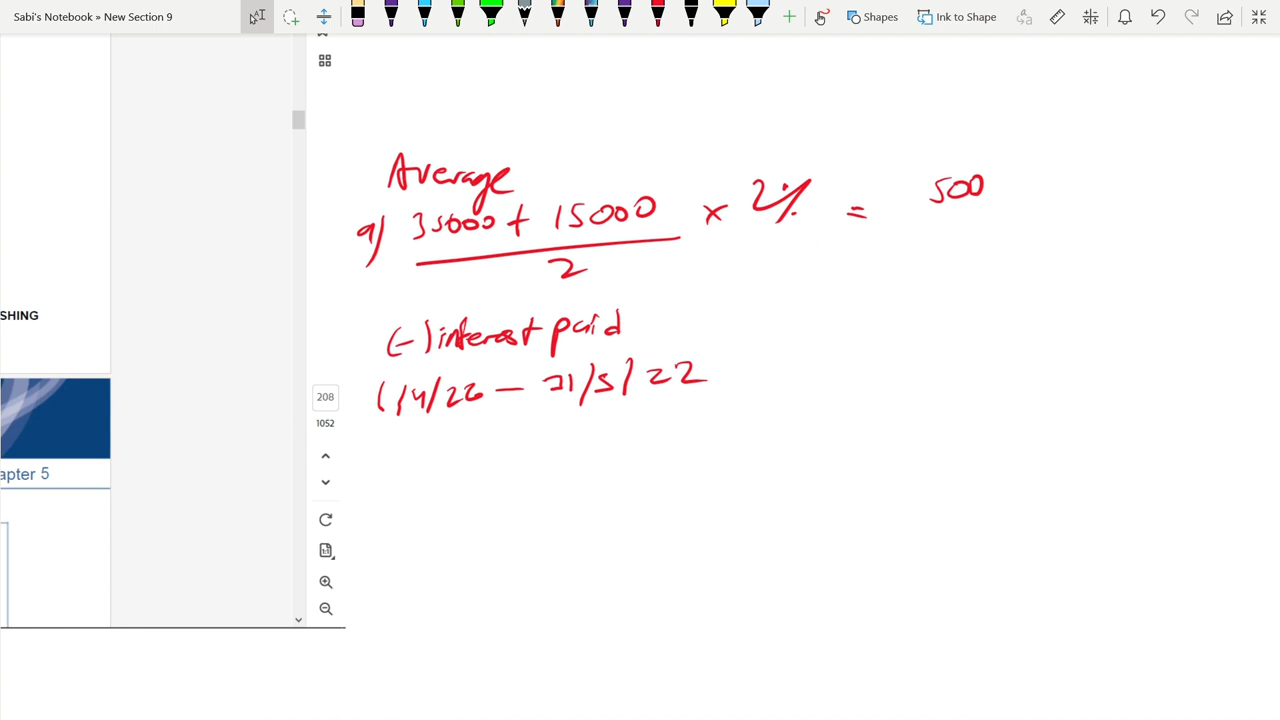 Sabi's Notebook » New Section 9
Shapes
Ink to Shape
Average
a) 35000 + 15000 × 2% = 500
2
(-) interest paid
1/4/22 — 31/5/22
SHING
208
1052
apter 5